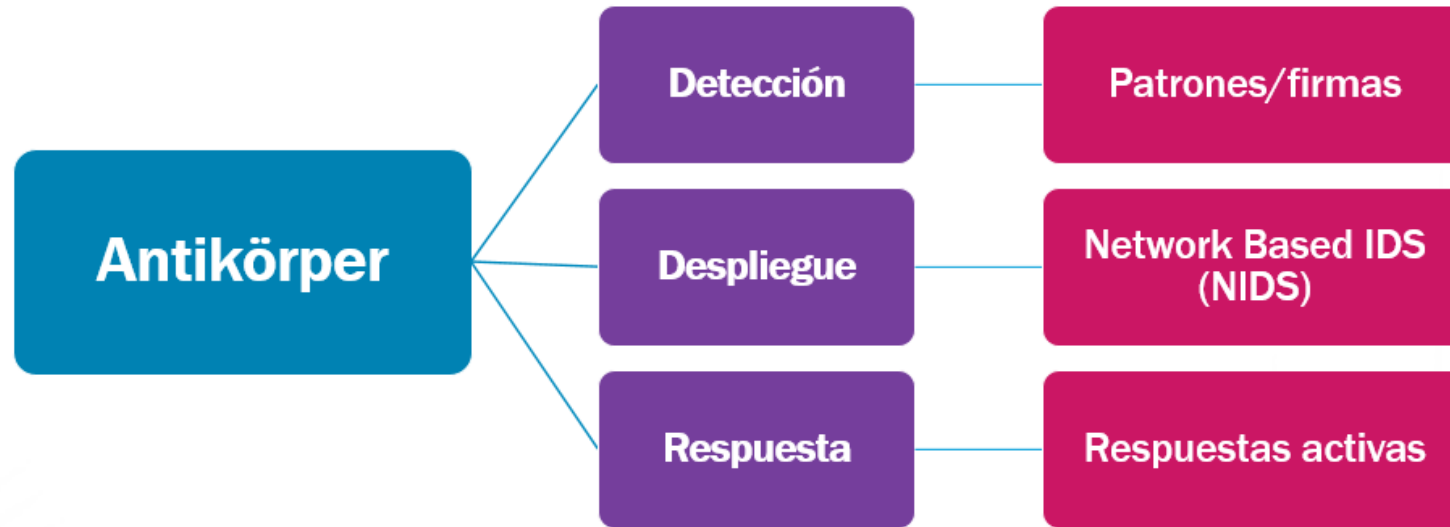 Antikörper
Detección
Patrones/firmas
Despliegue
Network Based IDS
(NIDS)
Respuesta
Respuestas activas